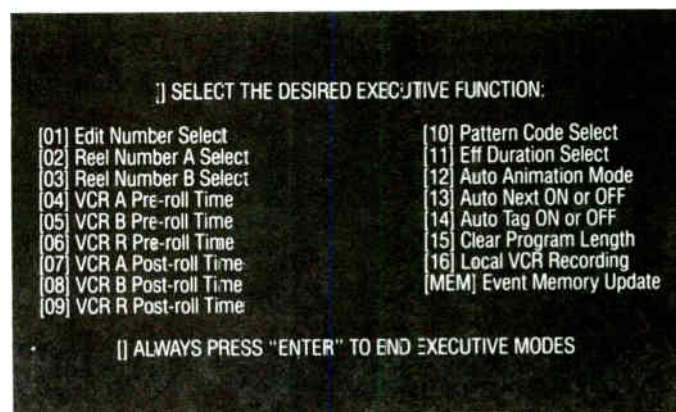 [] SELECT THE DESIRED EXECUTIVE FUNCTION:
[01] Edit Number Select
[02] Reel Number A Select
[03] Reel Number B Select
[04] VCR A Pre-roll Time
[05] VCR B Pre-roll Time
[06] VCR R Pre-roll Time
[07] VCR A Post-roll Time
[08] VCR B Post-roll Time
[09] VCR R Post-roll Time
[10] Pattern Code Select
[11] Eff Duration Select
[12] Auto Animation Mode
[13] Auto Next ON or OFF
[14] Auto Tag ON or OFF
[15] Clear Program Length
[16] Local VCR Recording
[MEM] Event Memory Update
[] ALWAYS PRESS "ENTER" TO END EXECUTIVE MODES